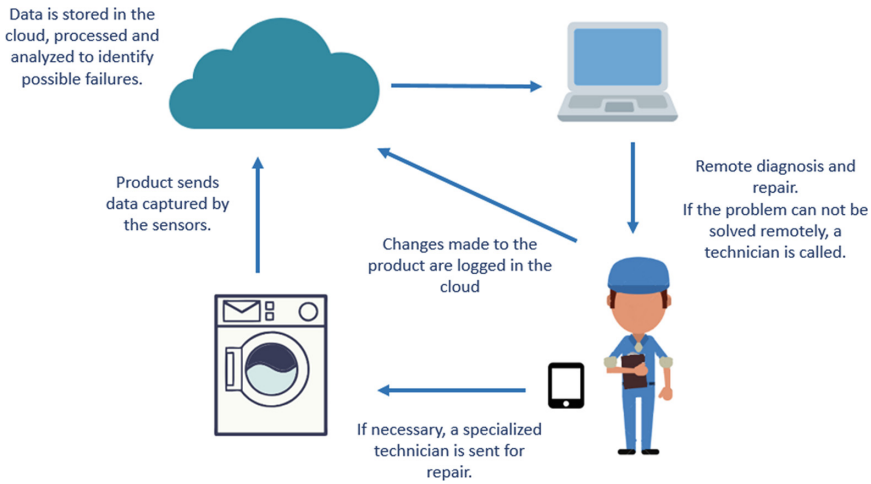 Data is stored in the
cloud, processed and
analyzed to identify
possible failures.
Product sends
data captured by
the sensors.
Remote diagnosis and
repair.
If the problem can not be
solved remotely, a
technician is called.
Changes made to the
product are logged in the
cloud
If necessary, a specialized
technician is sent for
repair.